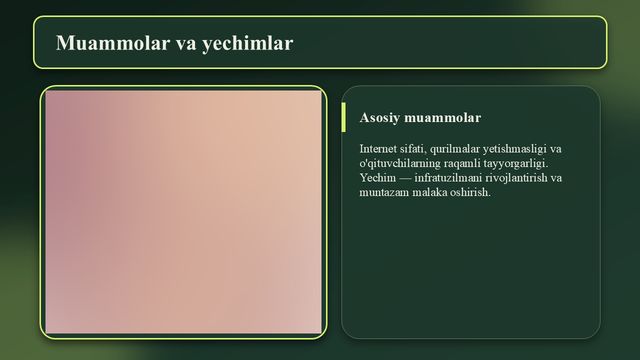 Muammolar va yechimlar
Asosiy muammolar
Internet sifati, qurilmalar yetishmasligi va
o'qituvchilarning raqamli tayyorgarligi.
Yechim — infratuzilmani rivojlantirish va
muntazam malaka oshirish.